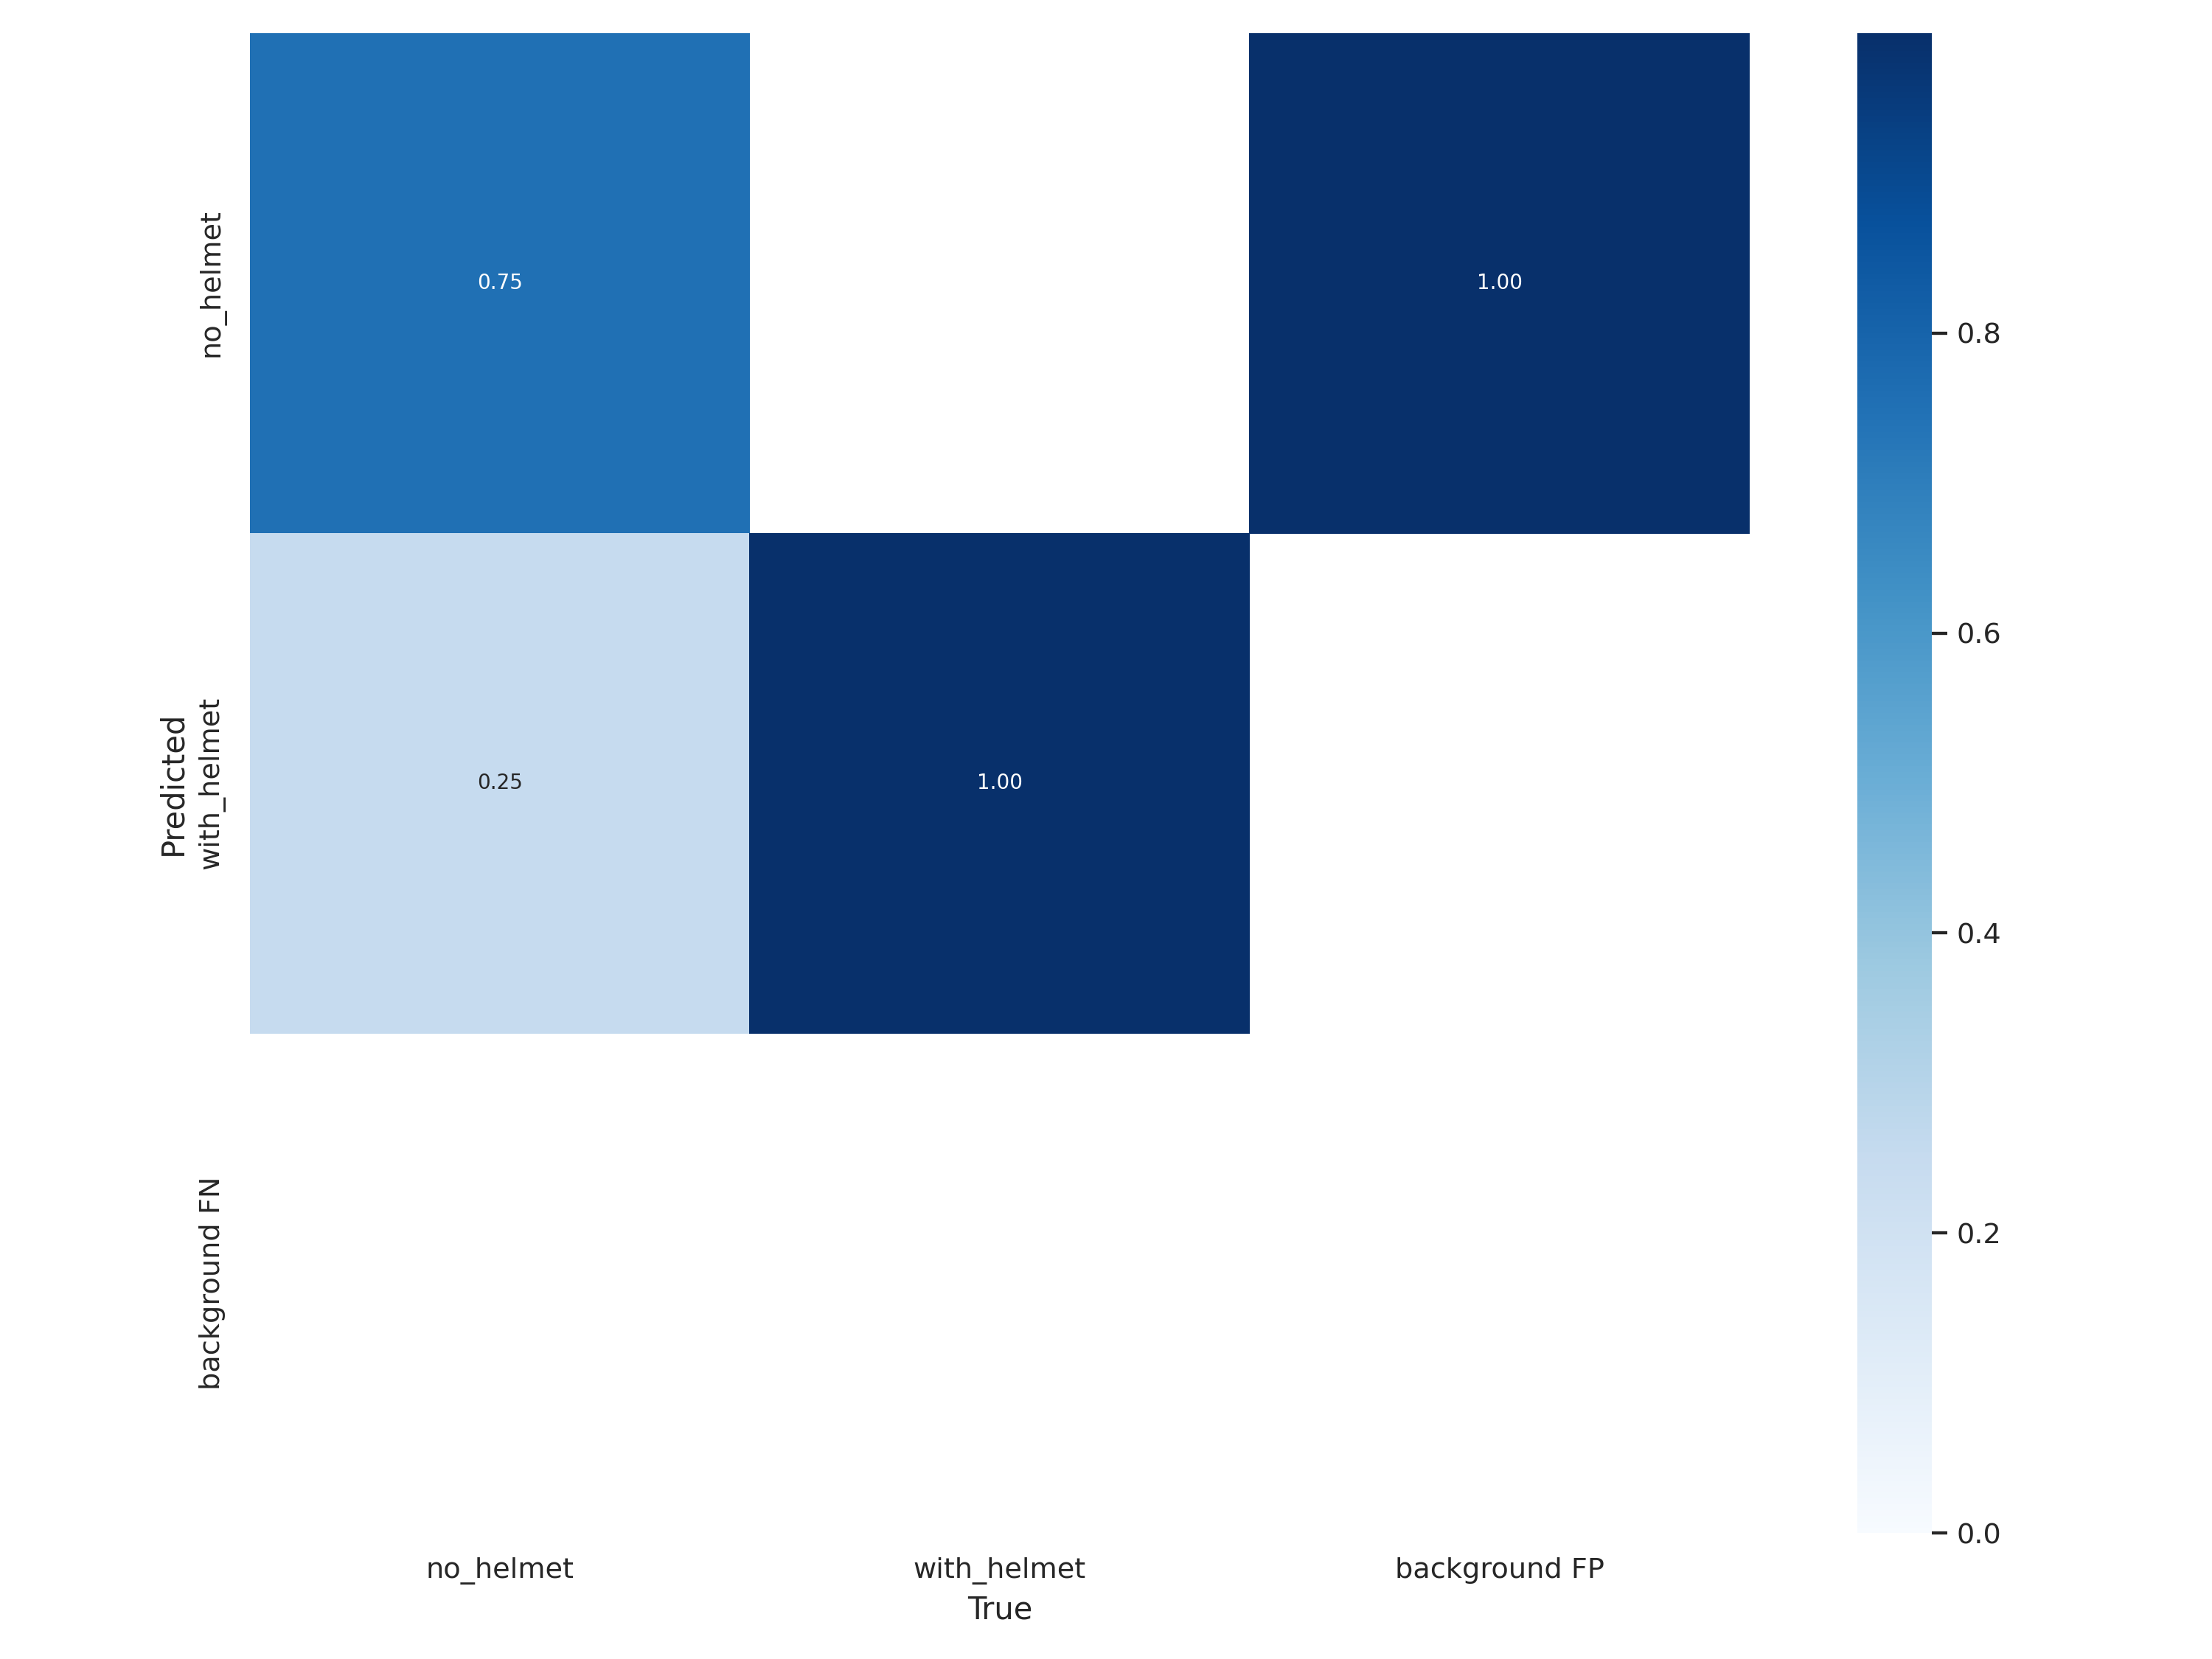 no_helmet
0.75
1.00
0.8
0.6
Predicted
with_helmet
0.25
1.00
0.4
background FN
0.2
0.0
no_helmet
with_helmet
background FP
True